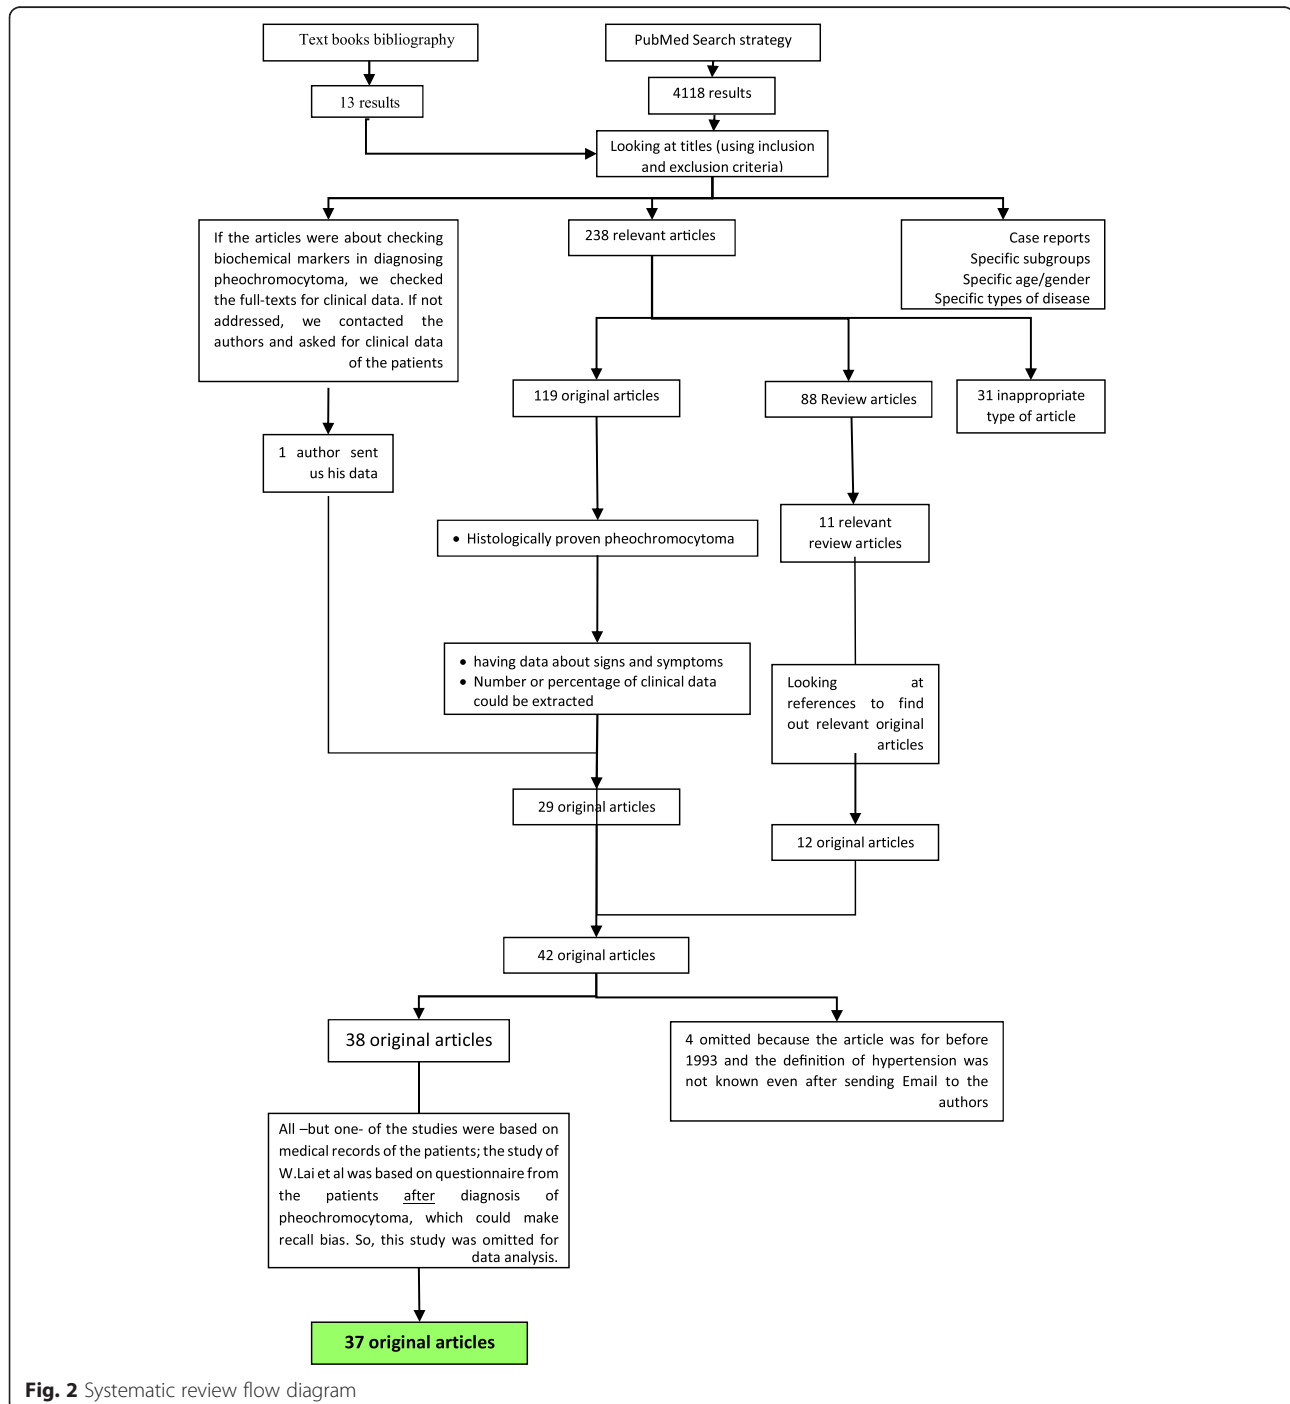 Text books bibliography
PubMed Search strategy
13 results
4118 results
Looking at titles (using inclusion
and exclusion criteria)
If the articles were about checking
biochemical markers in diagnosing
pheochromocytoma, we checked
the full-texts for clinical data. If not
addressed, we contacted the
authors and asked for clinical data
of the patients
238 relevant articles
Case reports
Specific subgroups
Specific age/gender
Specific types of disease
119 original articles
88 Review articles
31 inappropriate
type of article
1 author sent
us his data
• Histologically proven pheochromocytoma
11 relevant
review articles
• having data about signs and symptoms
• Number or percentage of clinical data
could be extracted
Looking at
references to find
out relevant original
articles
29 original articles
12 original articles
42 original articles
38 original articles
4 omitted because the article was for before
1993 and the definition of hypertension was
not known even after sending Email to the
authors
All –but one- of the studies were based on
medical records of the patients; the study of
W.Lai et al was based on questionnaire from
the patients after diagnosis of
pheochromocytoma, which could make
recall bias. So, this study was omitted for
data analysis.
37 original articles
Fig. 2 Systematic review flow diagram